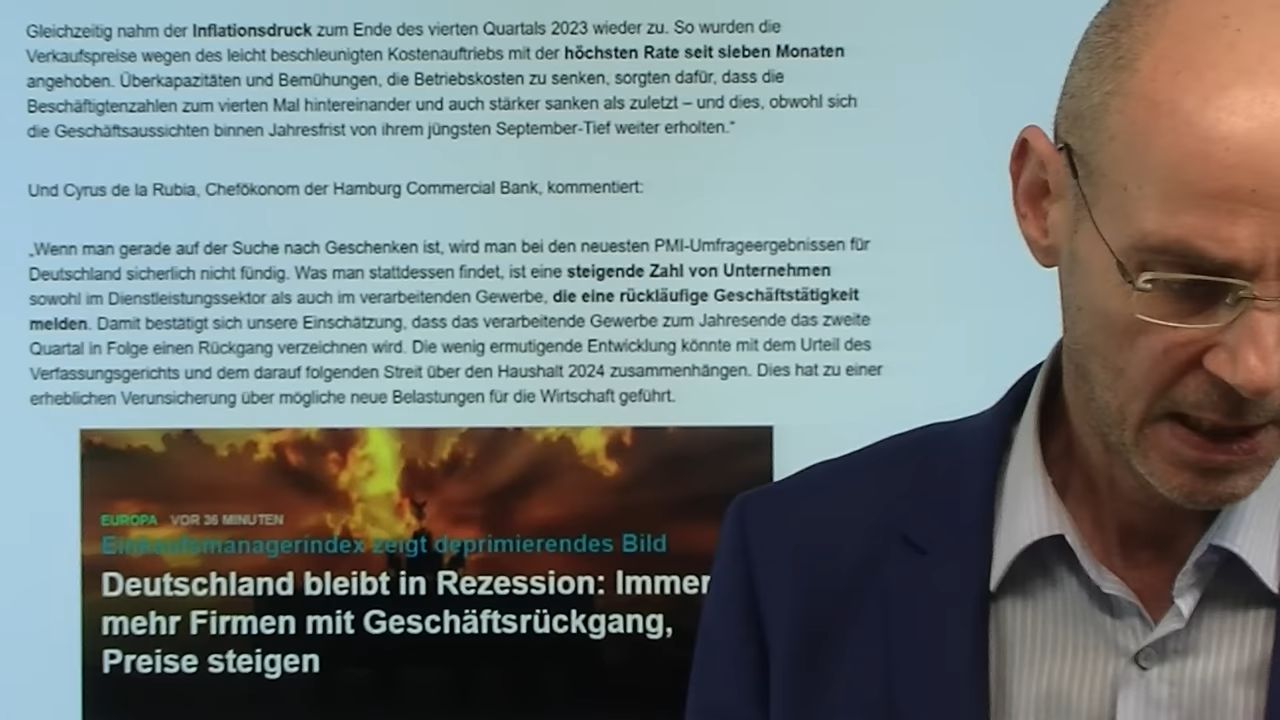 Gleichzeitig nahm der Inflationsdruck zum Ende des vierten Quartals 2023 wieder zu. So wurden die
Verkaufspreise wegen des leicht beschleunigten Kostenauftriebs mit der höchsten Rate seit sieben Monaten
angehoben. Überkapazitäten und Bemühungen, die Betriebskosten zu senken, sorgten dafür, dass die
Beschäftigtenzahlen zum vierten Mal hintereinander und auch stärker sanken als zuletzt – und dies, obwohl sich
die Geschäftsaussichten binnen Jahresfrist von ihrem jüngsten September-Tief weiter erholten.“
Und Cyrus de la Rubia, Chefökonom der Hamburg Commercial Bank, kommentiert:
„Wenn man gerade auf der Suche nach Geschenken ist, wird man bei den neuesten PMI-Umfrageergebnissen für
Deutschland sicherlich nicht fündig. Was man stattdessen findet, ist eine steigende Zahl von Unternehmen
sowohl im Dienstleistungssektor als auch im verarbeitenden Gewerbe, die eine rückläufige Geschäftstätigkeit
melden. Damit bestätigt sich unsere Einschätzung, dass das verarbeitende Gewerbe zum Jahresende das zweite
Quartal in Folge einen Rückgang verzeichnen wird. Die wenig ermutigende Entwicklung könnte mit dem Urteil des
Verfassungsgerichts und dem darauf folgenden Streit über den Haushalt 2024 zusammenhängen. Dies hat zu einer
erheblichen Verunsicherung über mögliche neue Belastungen für die Wirtschaft geführt.
EUROPA VOR 36 MINUTEN
Einkaufsmanagerindex zeigt deprimierendes Bild
Deutschland bleibt in Rezession: Immer
mehr Firmen mit Geschäftsrückgang,
Preise steigen